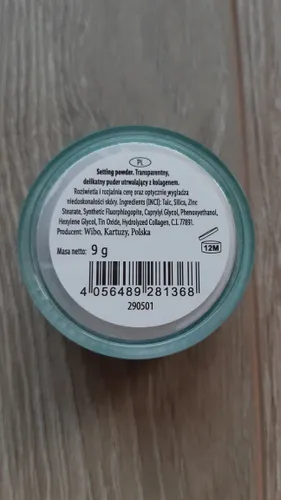 PL
Setting powder. Transparentny,
delikatny puder utrwalający z kolagenem.
Rozświetla i rozjaśnia cerę oraz optycznie wygładza
niedoskonałości skóry. Ingredients (INCI): Talc, Silica, Zinc
Stearate, Synthetic Fluorphlogopite, Caprylyl Glycol, Phenoxyethanol,
Hexylene Glycol, Tin Oxide, Hydrolyzed Collagen, C.I. 77891.
Producent: Wibo, Kartuzy, Polska
12M
Masa netto: 9 g
4 056489 281368
290501